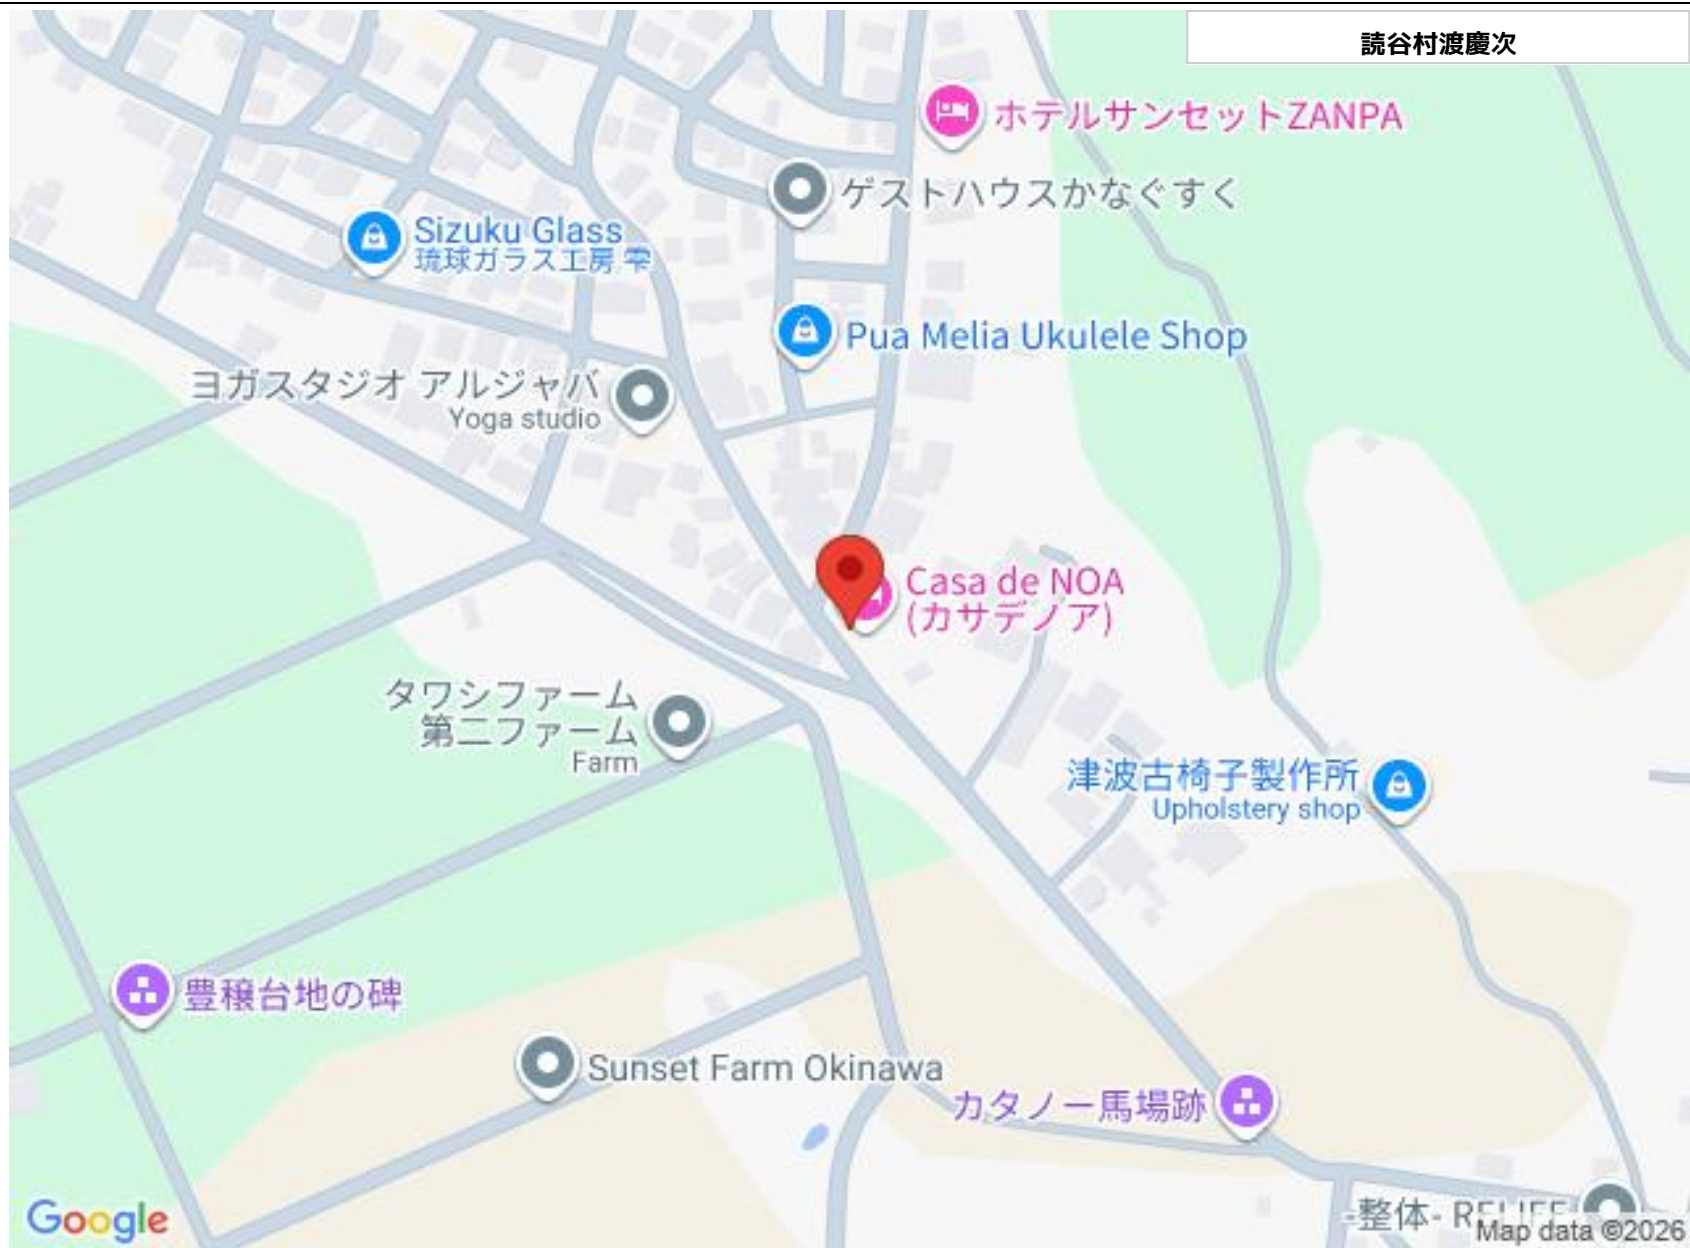 読谷村渡慶次
ホテルサンセットZANPA
ゲストハウスかなぐすく
Sizuku Glass
琉球ガラス工房 雫
Pua Melia Ukulele Shop
ヨガスタジオ アルジャバ
Yoga studio
Casa de NOA
(カサデノア)
タワシファーム
第二ファーム
Farm
津波古椅子製作所
Upholstery shop
豊穣台地の碑
Sunset Farm Okinawa
カタノー馬場跡
-整体- RELIEF
Google
Map data ©2026